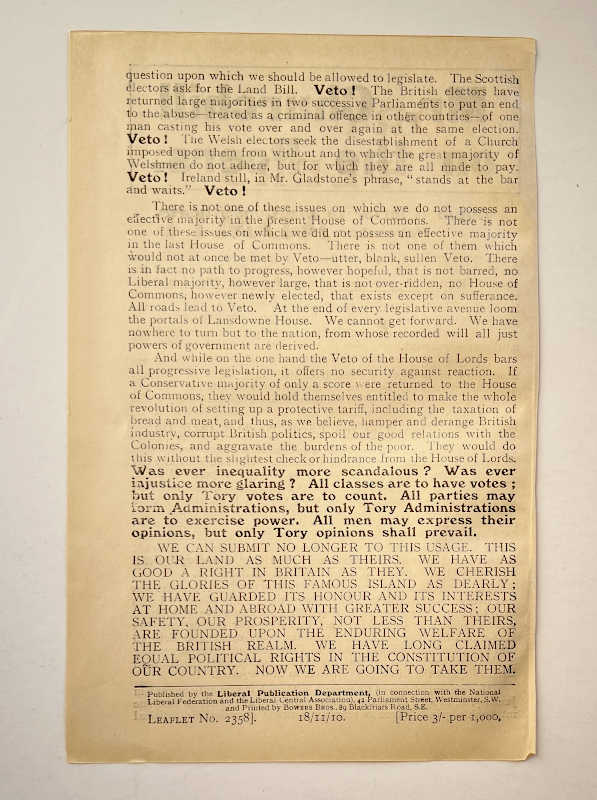 question upon which we should be allowed to legislate. The Scottish
electors ask for the Land Bill. Veto! The British electors have
returned large majorities in two successive Parliaments to put an end
to the abuse—treated as a criminal offence in other countries—of one
man casting his vote over and over again at the same election.
Veto! The Welsh electors seek the disestablishment of a Church
imposed upon them from without and to which the great majority of
Welshmen do not adhere, but for which they are all made to pay.
Veto! Ireland still, in Mr. Gladstone's phrase, "stands at the bar
and waits." Veto!
There is not one of these issues on which we do not possess an
effective majority in the present House of Commons. There is not
one of these issues on which we did not possess an effective majority
in the last House of Commons. There is not one of them which
would not at once be met by Veto—utter, blank, sullen Veto. There
is in fact no path to progress, however hopeful, that is not barred, no
Liberal majority, however large, that is not over-ridden, no House of
Commons, however newly elected, that exists except on sufferance.
All roads lead to Veto. At the end of every legislative avenue loom
the portals of Lansdowne House. We cannot get forward. We have
nowhere to turn but to the nation, from whose recorded will all just
powers of government are derived.
And while on the one hand the Veto of the House of Lords bars
all progressive legislation, it offers no security against reaction. If
a Conservative majority of only a score were returned to the House
of Commons, they would hold themselves entitled to make the whole
revolution of setting up a protective tariff, including the taxation of
bread and meat, and thus, as we believe, hamper and derange British
industry, corrupt British politics, spoil our good relations with the
Colonies, and aggravate the burdens of the poor. They would do
this without the slightest check or hindrance from the House of Lords.
Was ever inequality more scandalous? Was ever
injustice more glaring? All classes are to have votes;
but only Tory votes are to count. All parties may
form Administrations, but only Tory Administrations
are to exercise power. All men may express their
opinions, but only Tory opinions shall prevail.
WE CAN SUBMIT NO LONGER TO THIS USAGE. THIS
IS OUR LAND AS MUCH AS THEIRS. WE HAVE AS
GOOD A RIGHT IN BRITAIN AS THEY. WE CHERISH
THE GLORIES OF THIS FAMOUS ISLAND AS DEARLY;
WE HAVE GUARDED ITS HONOUR AND ITS INTERESTS
AT HOME AND ABROAD WITH GREATER SUCCESS; OUR
SAFETY, OUR PROSPERITY, NOT LESS THAN THEIRS,
ARE FOUNDED UPON THE ENDURING WELFARE OF
THE BRITISH REALM. WE HAVE LONG CLAIMED
EQUAL POLITICAL RIGHTS IN THE CONSTITUTION OF
OUR COUNTRY. NOW WE ARE GOING TO TAKE THEM.
Published by the Liberal Publication Department, (in connection with the National
Liberal Federation and the Liberal Central Association), 42 Parliament Street, Westminster, S.W.
and Printed by Bowers Bros., 89 Blackfriars Road, S.E.
LEAFLET No. 2358]. 18/11/10. [Price 3/- per 1,000.